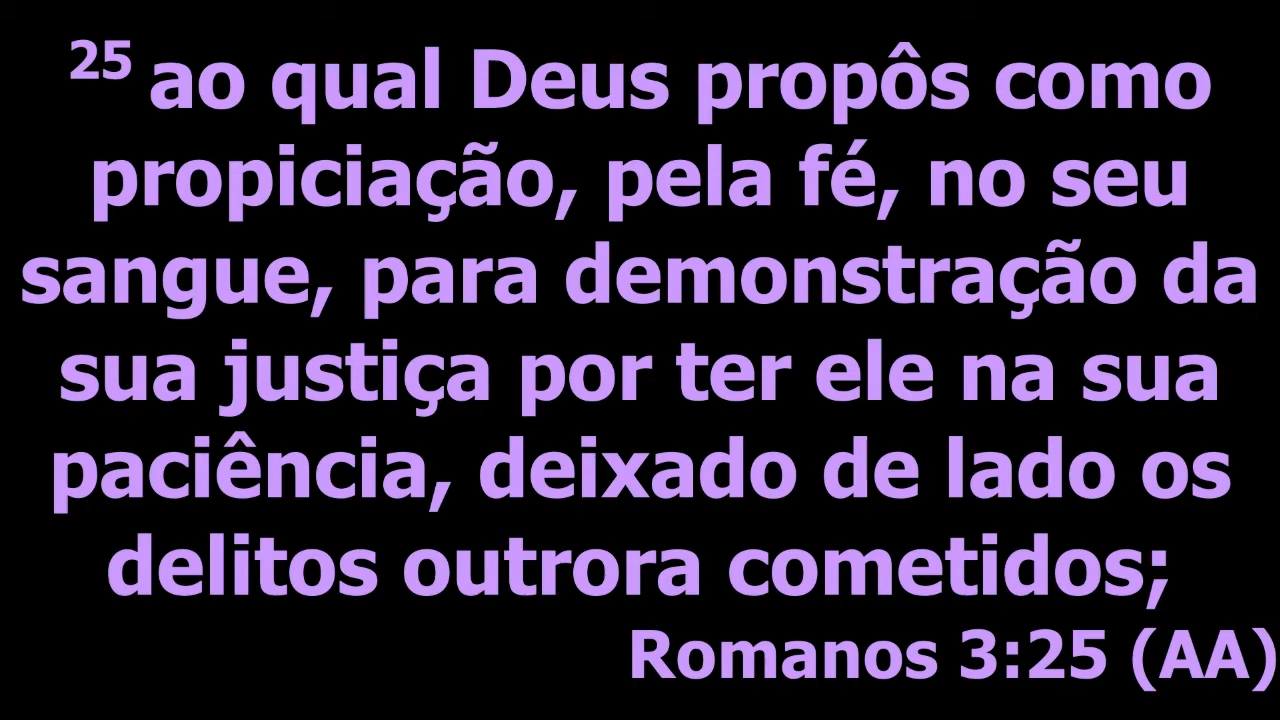 25 ao qual Deus propôs como
propiciação, pela fé, no seu
sangue, para demonstração da
sua justiça por ter ele na sua
paciência, deixado de lado os
delitos outrora cometidos;
Romanos 3:25 (AA)